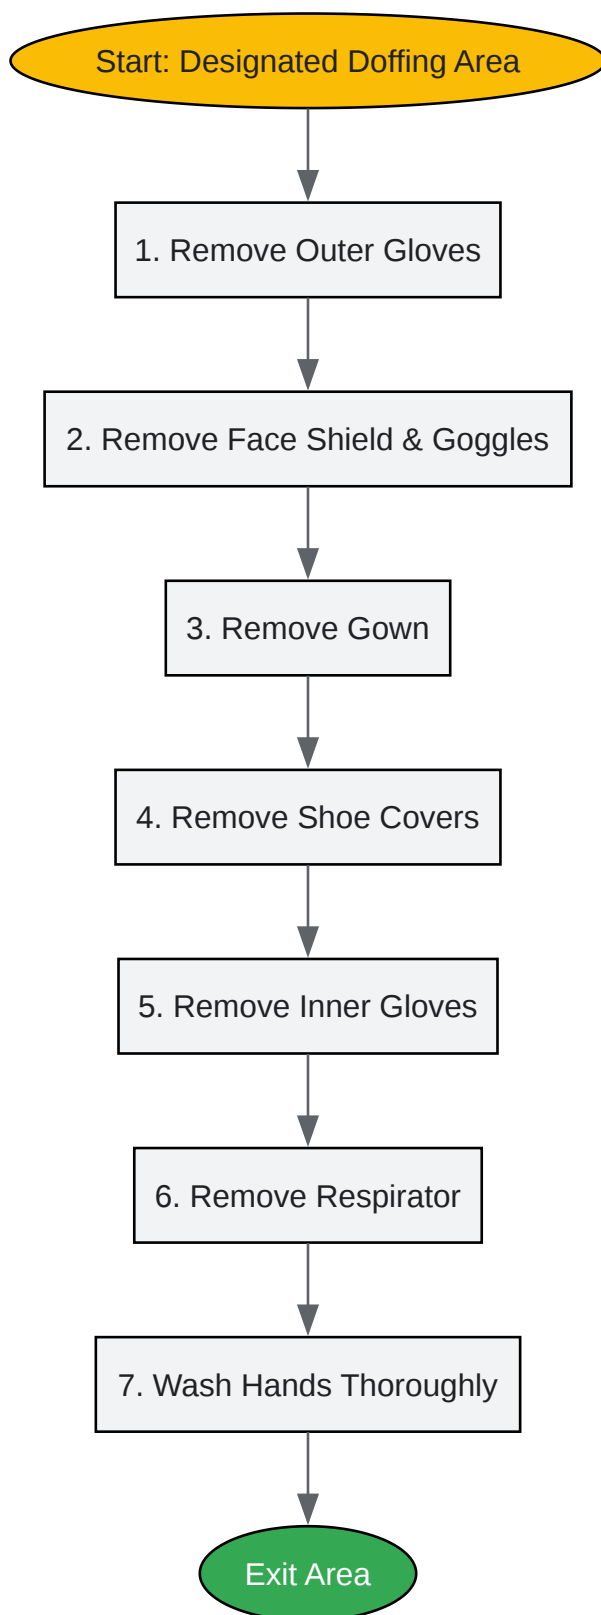 Start: Designated Doffing Area
1. Remove Outer Gloves
2. Remove Face Shield & Goggles
3. Remove Gown
4. Remove Shoe Covers
5. Remove Inner Gloves
6. Remove Respirator
7. Wash Hands Thoroughly
Exit Area